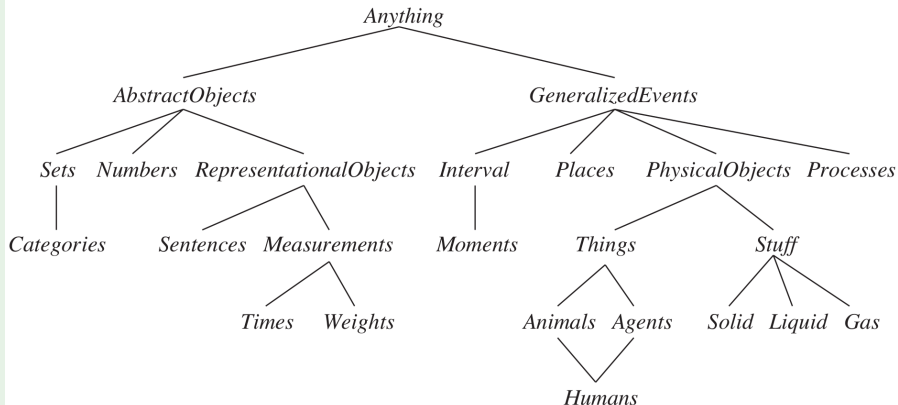 Anything
AbstractObjects GeneralizedEvents
Sets Numbers RepresentationalObjects Interval Places PhysicalObjects Processes
Categories Sentences Measurements Moments Things Stuff
Times Weights Animals Agents Solid Liquid Gas
Humans